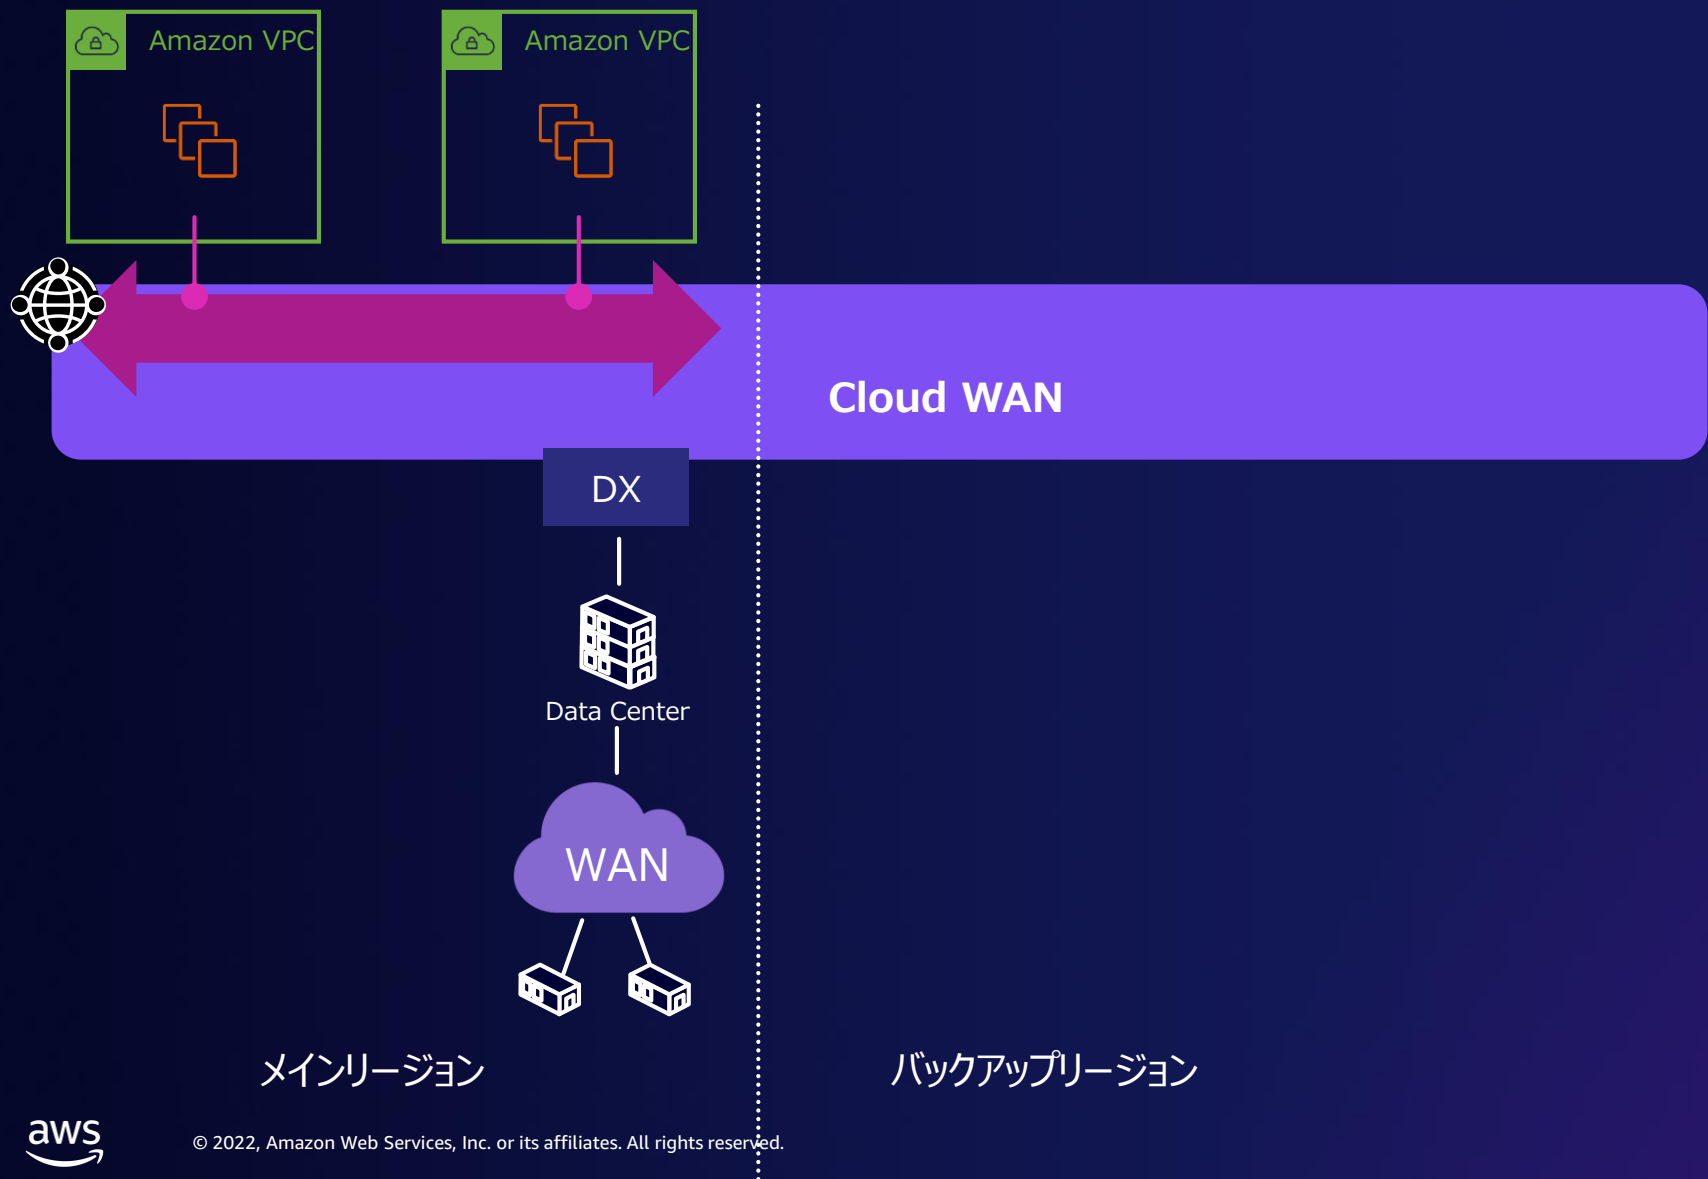 Amazon VPC
Amazon VPC
Cloud WAN
DX
Data Center
WAN
メインリージョン
バックアップリージョン
aws
© 2022, Amazon Web Services, Inc. or its affiliates. All rights reserved.